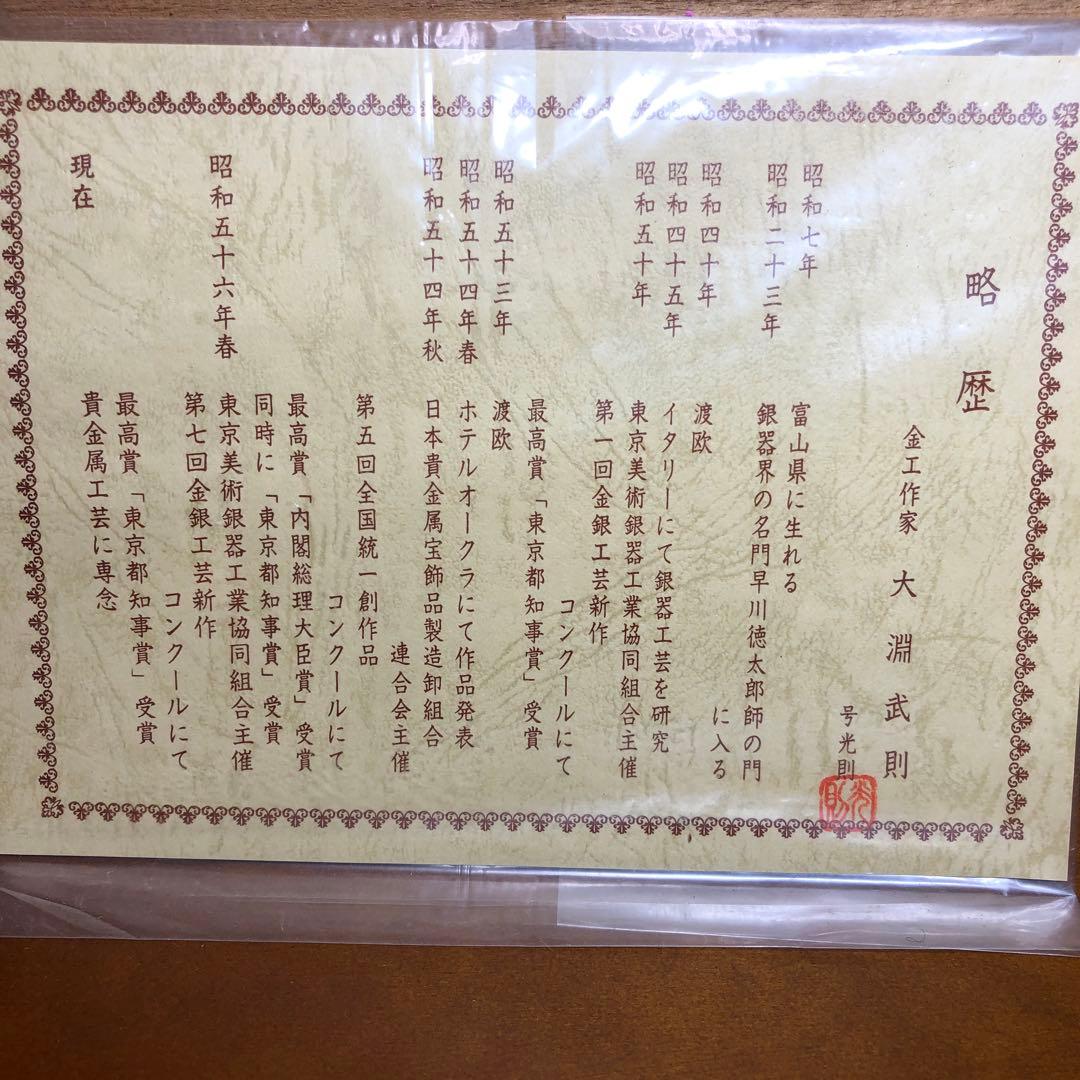 略歴
金工作家 大淵武則
号光則
光則
昭和七年 富山県に生れる
昭和二十三年 銀器界の名門早川徳太郎師の門
に入る
昭和四十年 渡欧
昭和四十五年 イタリーにて銀器工芸を研究
昭和五十年 東京美術銀器工業協同組合主催
第一回金銀工芸新作
コンクールにて
最高賞「東京都知事賞」受賞
昭和五十三年 渡欧
昭和五十四年春 ホテルオークラにて作品発表
昭和五十四年秋 日本貴金属宝飾品製造卸組合
連合会主催
第五回全国統一創作品
コンクールにて
最高賞「内閣総理大臣賞」受賞
同時に「東京都知事賞」受賞
昭和五十六年春 東京美術銀器工業協同組合主催
第七回金銀工芸新作
コンクールにて
最高賞「東京都知事賞」受賞
現在 貴金属工芸に専念